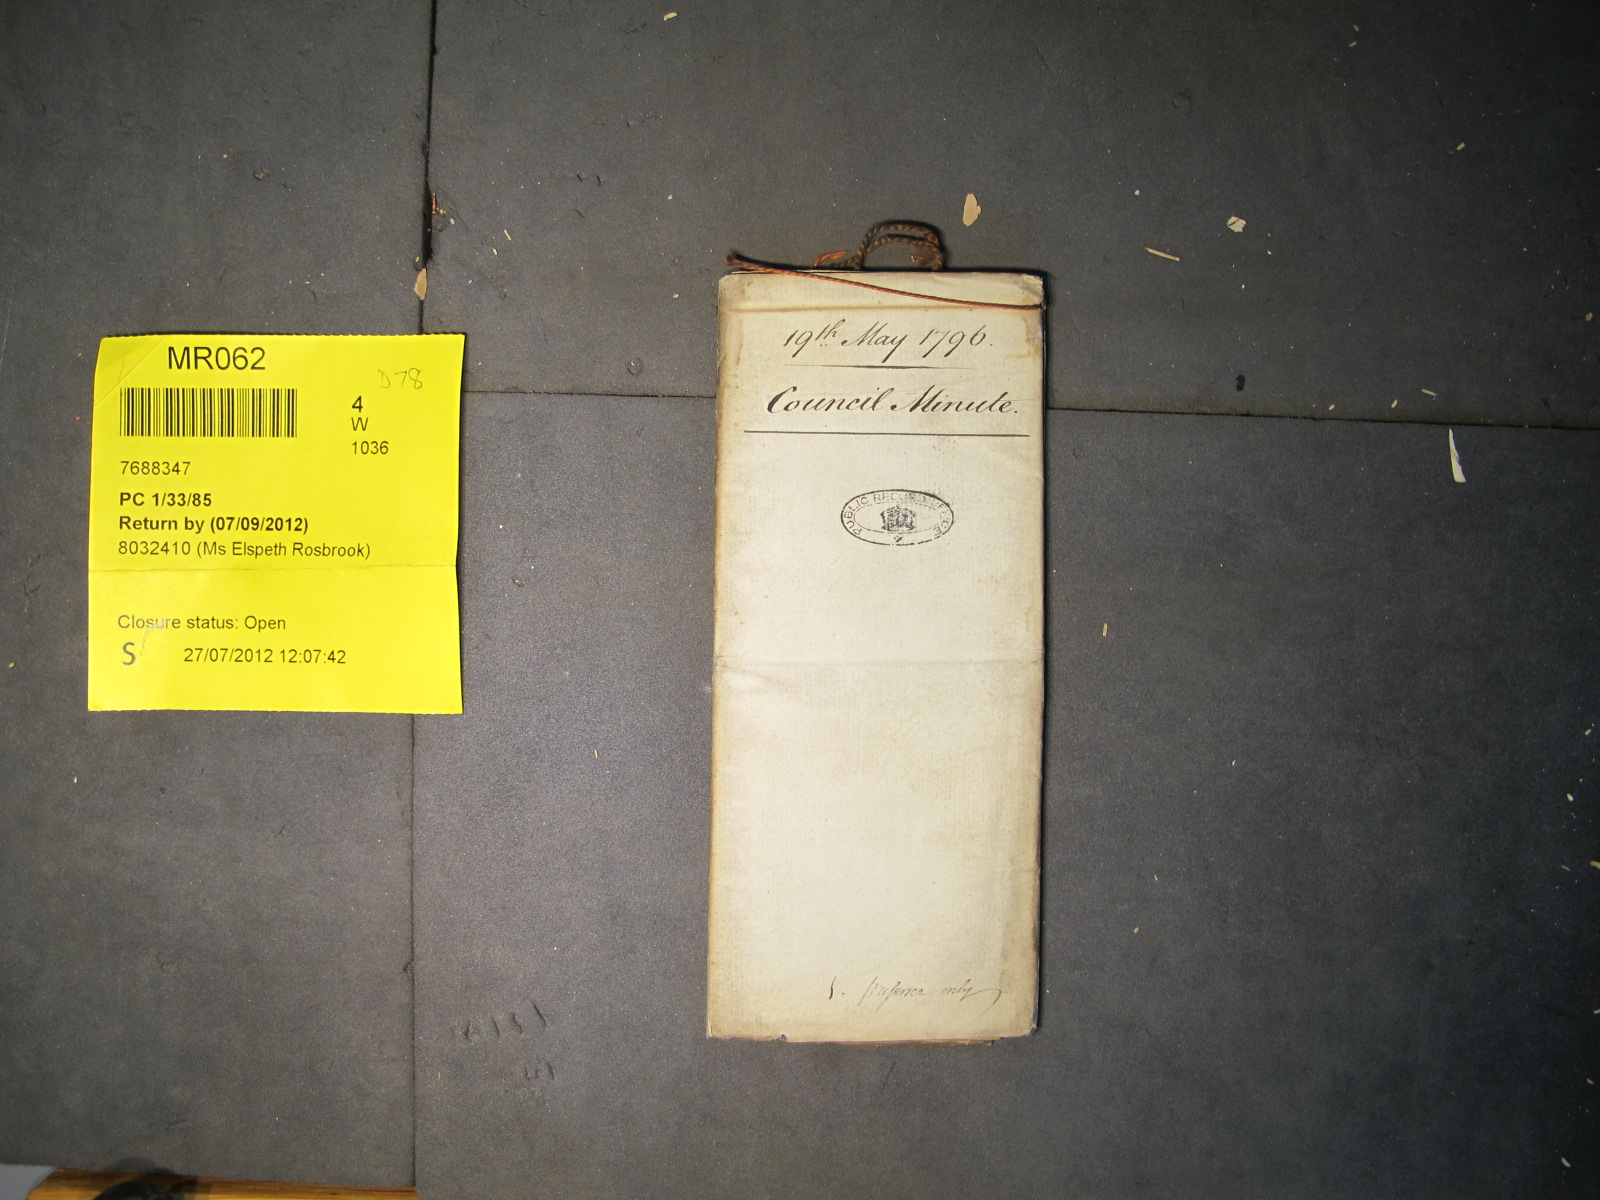 MR062
D78
4
W
1036
7688347
PC 1/33/85
Return by (07/09/2012)
8032410 (Ms Elspeth Rosbrook)
Closure status: Open
S
27/07/2012 12:07:42
19th May 1796.
Council Minute.
PUBLIC RECORD OFFICE
only